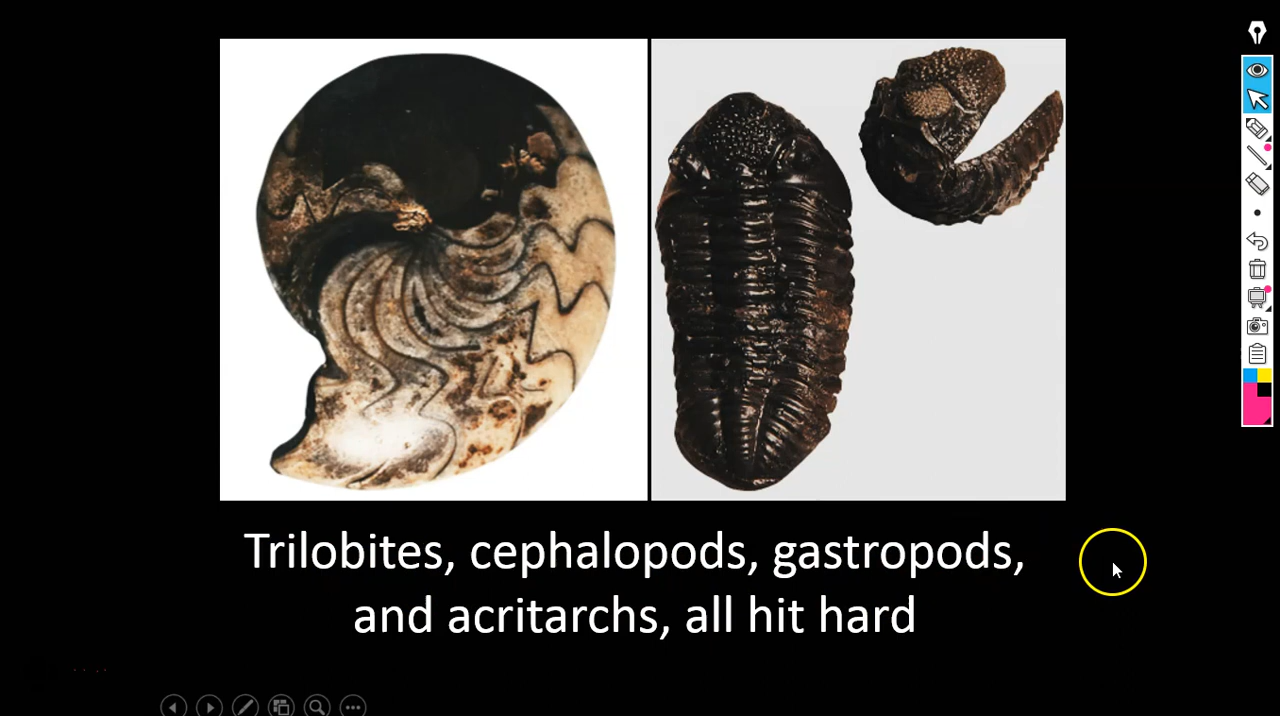 Trilobites, cephalopods, gastropods,
and acritarchs, all hit hard